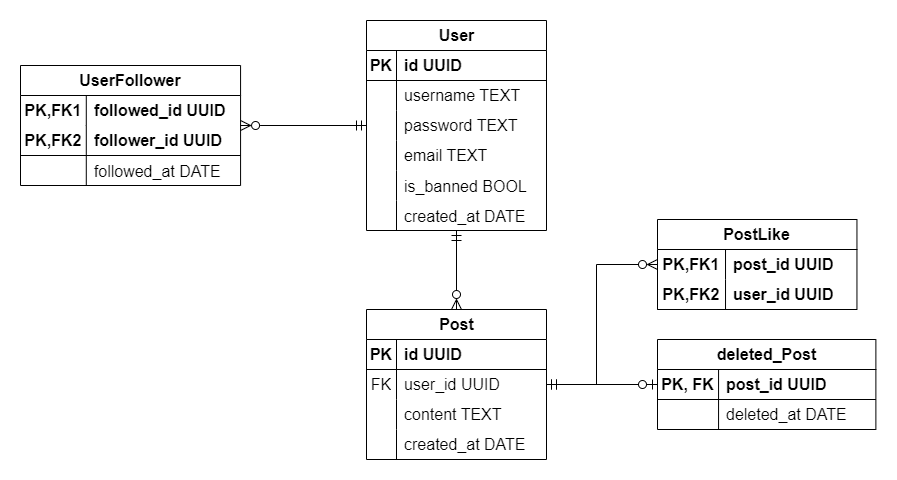 User
PK id UUID
username TEXT
password TEXT
email TEXT
is_banned BOOL
created_at DATE
UserFollower
PK,FK1 followed_id UUID
PK,FK2 follower_id UUID
followed_at DATE
PostLike
PK,FK1 post_id UUID
PK,FK2 user_id UUID
Post
PK id UUID
FK user_id UUID
content TEXT
created_at DATE
deleted_Post
PK, FK post_id UUID
deleted_at DATE